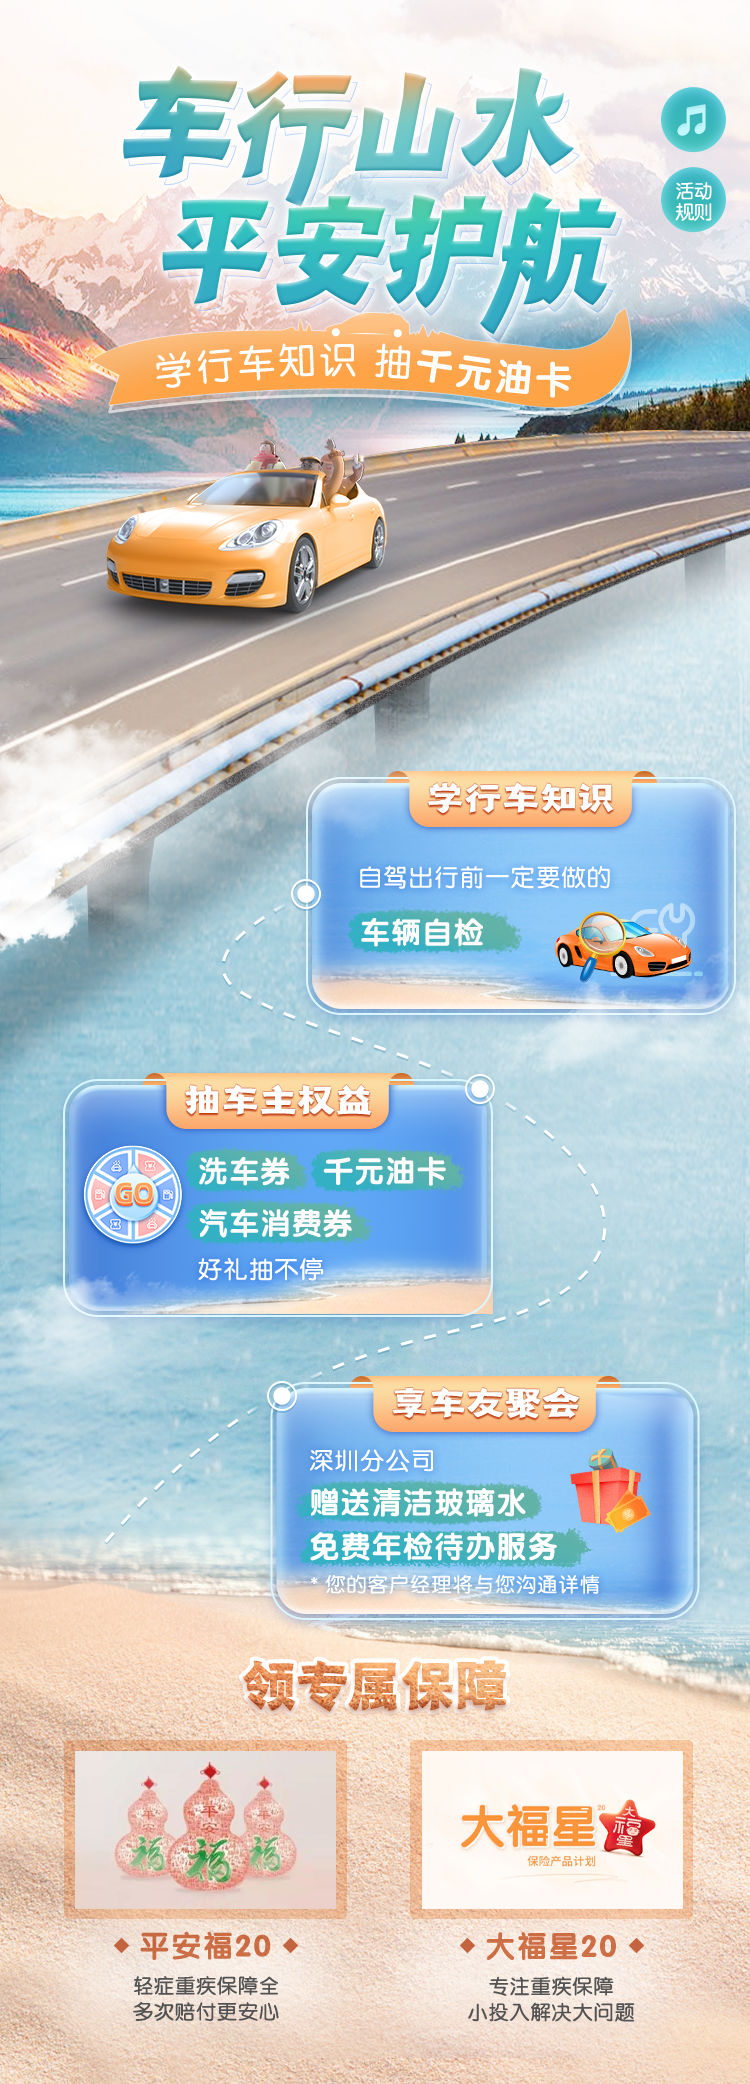 车行山水
平安护航
活动
规则
学行车知识 抽千元油卡
学行车知识
自驾出行前一定要做的
车辆自检
抽车主权益
GO
洗车券 千元油卡
汽车消费券
好礼抽不停
享车友聚会
深圳分公司
赠送清洁玻璃水
免费年检待办服务
* 您的客户经理将与您沟通详情
领专属保障
平安
福
福
福
大福星20
大福星
保险产品计划
平安福20
大福星20
轻症重疾保障全
多次赔付更安心
专注重疾保障
小投入解决大问题